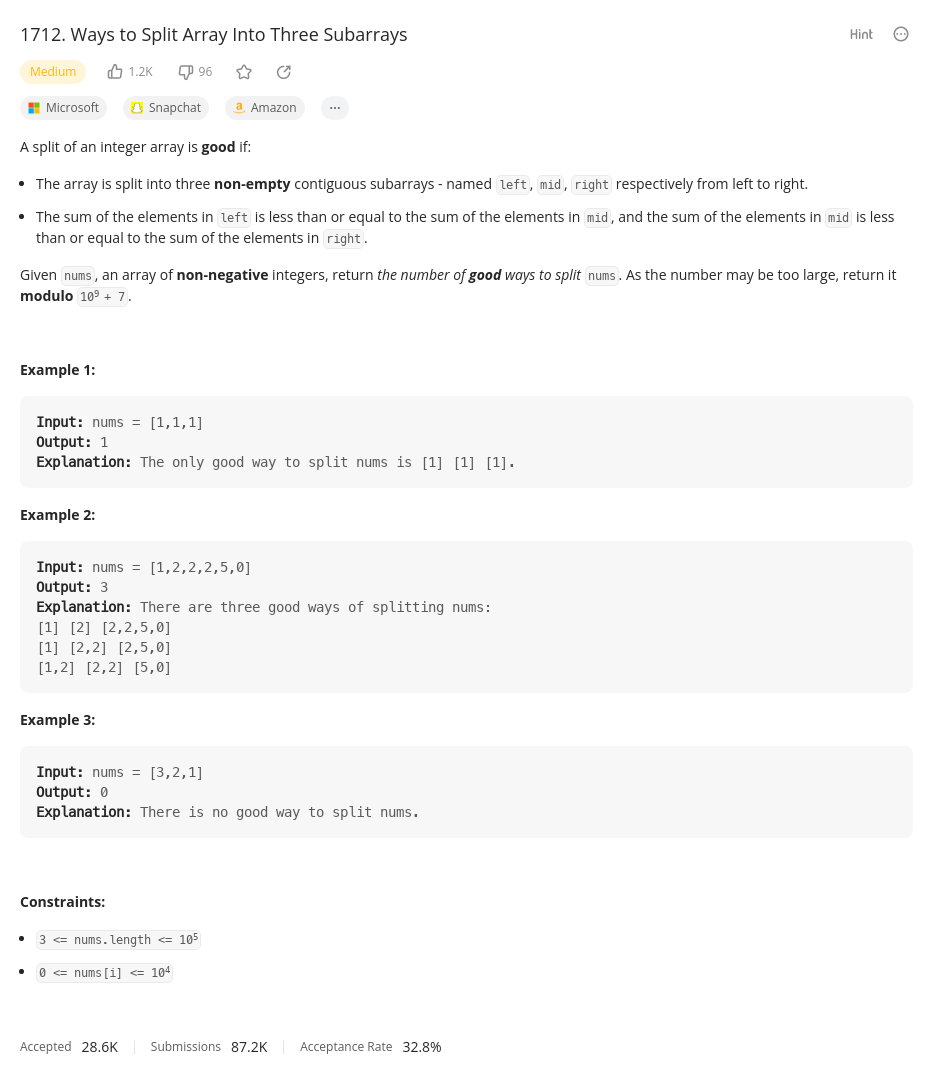 1712. Ways to Split Array Into Three Subarrays
Hint
Medium
1.2K
96
Microsoft
Snapchat
Amazon
A split of an integer array is good if:
• The array is split into three non-empty contiguous subarrays - named left, mid, right respectively from left to right.
• The sum of the elements in left is less than or equal to the sum of the elements in mid, and the sum of the elements in mid is less
than or equal to the sum of the elements in right.
Given nums, an array of non-negative integers, return the number of good ways to split nums. As the number may be too large, return it
modulo 10⁹ + 7.
Example 1:
Input: nums = [1,1,1]
Output: 1
Explanation: The only good way to split nums is [1] [1] [1].
Example 2:
Input: nums = [1,2,2,2,5,0]
Output: 3
Explanation: There are three good ways of splitting nums:
[1] [2] [2,2,5,0]
[1] [2,2] [2,5,0]
[1,2] [2,2] [5,0]
Example 3:
Input: nums = [3,2,1]
Output: 0
Explanation: There is no good way to split nums.
Constraints:
• 3 <= nums.length <= 10⁵
• 0 <= nums[i] <= 10⁴
Accepted 28.6K Submissions 87.2K Acceptance Rate 32.8%